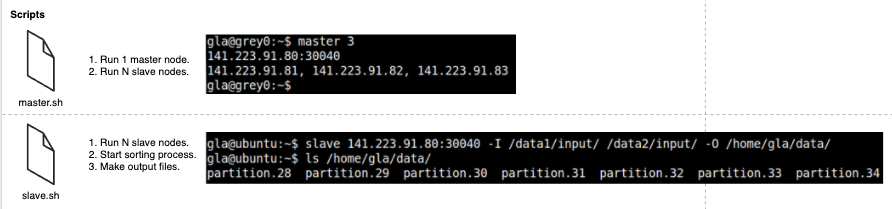 Scripts
master.sh
1. Run 1 master node.
2. Run N slave nodes.
gla@grey0:~$ master 3
141.223.91.80:30040
141.223.91.81, 141.223.91.82, 141.223.91.83
gla@grey0:~$
slave.sh
1. Run N slave nodes.
2. Start sorting process.
3. Make output files.
gla@ubuntu:~$ slave 141.223.91.80:30040 -I /data1/input/ /data2/input/ -O /home/gla/data/
gla@ubuntu:~$ ls /home/gla/data/
partition.28 partition.29 partition.30 partition.31 partition.32 partition.33 partition.34